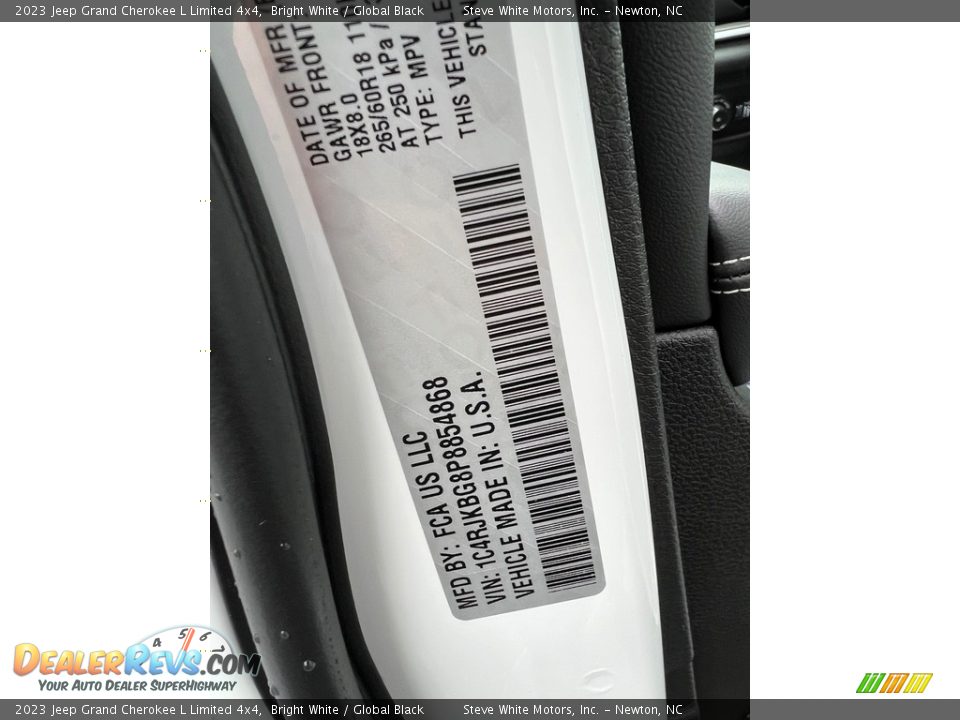 2023 Jeep Grand Cherokee L Limited 4x4, Bright White / Global Black Steve White Motors, Inc. – Newton, NC
DATE OF MFR
GAWR FRONT
18X8.0
265/60R18
AT 250 kPa /
TYPE: MPV
THIS VEHICLE
MFD BY: FCA US LLC
VIN: 1C4RJKBG8P8854868
VEHICLE MADE IN: U.S.A.
4 5 6
DEALERREVS.COM
YOUR AUTO DEALER SUPERHIGHWAY
2023 Jeep Grand Cherokee L Limited 4x4, Bright White / Global Black Steve White Motors, Inc. – Newton, NC